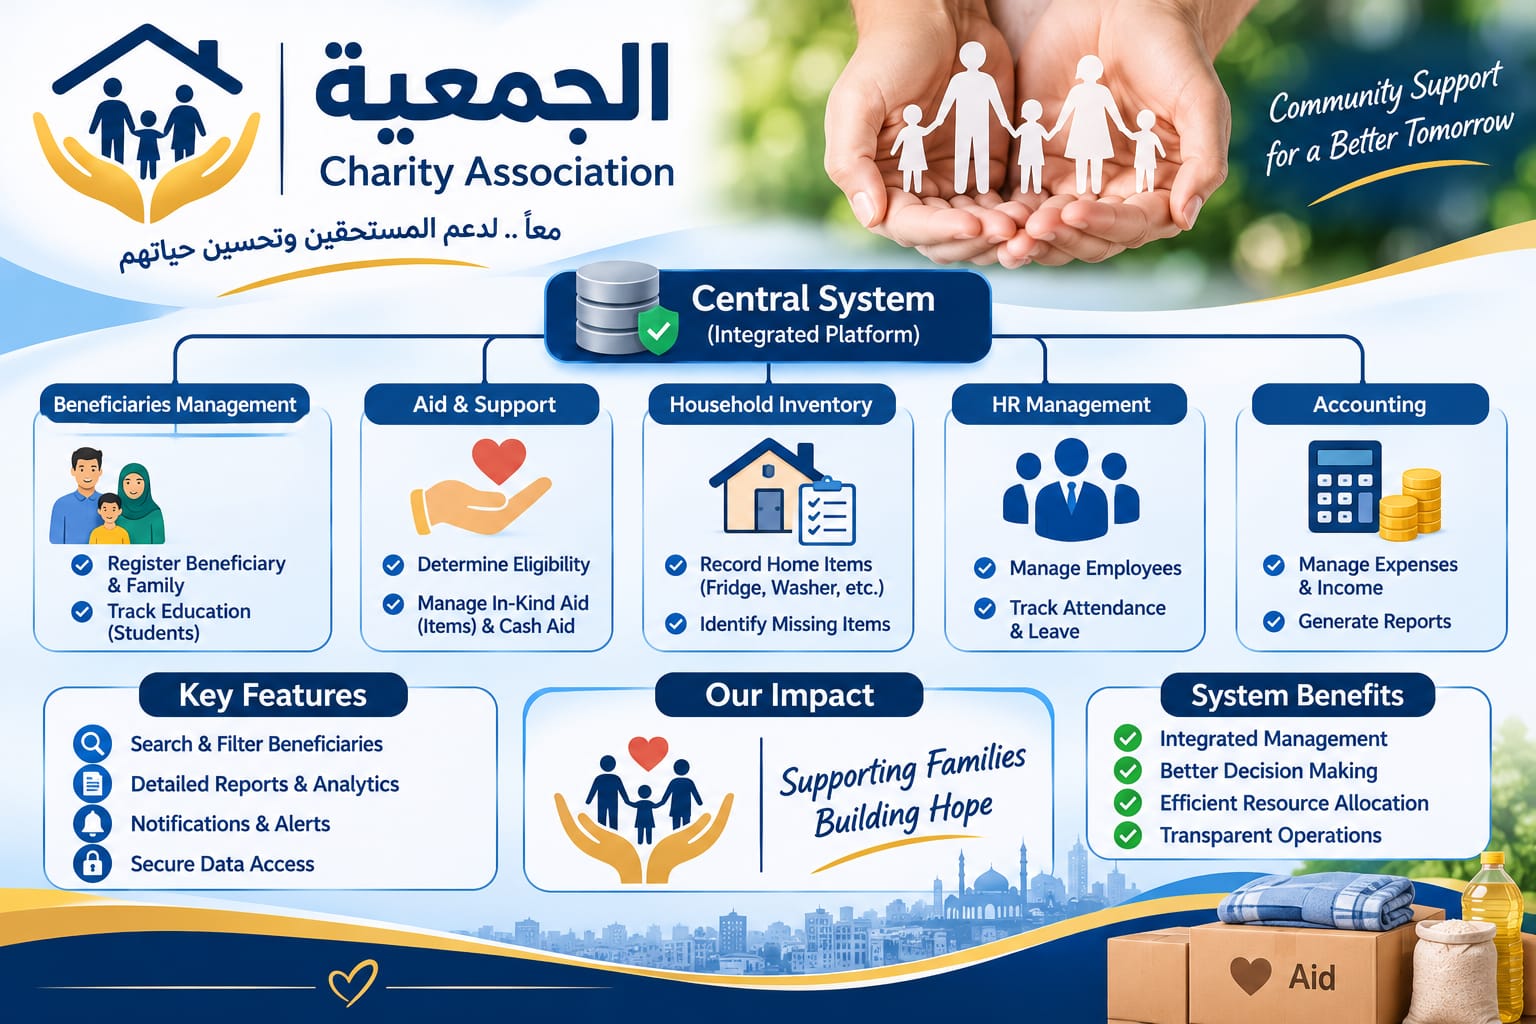 الجمعية
Charity Association
معاً .. لدعم المستحقين وتحسين حياتهم
Community Support
for a Better Tomorrow
Central System
(Integrated Platform)
Beneficiaries Management
Register Beneficiary
& Family
Track Education
(Students)
Aid & Support
Determine Eligibility
Manage In-Kind Aid
(Items) & Cash Aid
Household Inventory
Record Home Items
(Fridge, Washer, etc.)
Identify Missing Items
HR Management
Manage Employees
Track Attendance
& Leave
Accounting
Manage Expenses
& Income
Generate Reports
Key Features
Search & Filter Beneficiaries
Detailed Reports & Analytics
Notifications & Alerts
Secure Data Access
Our Impact
Supporting Families
Building Hope
System Benefits
Integrated Management
Better Decision Making
Efficient Resource Allocation
Transparent Operations
Aid